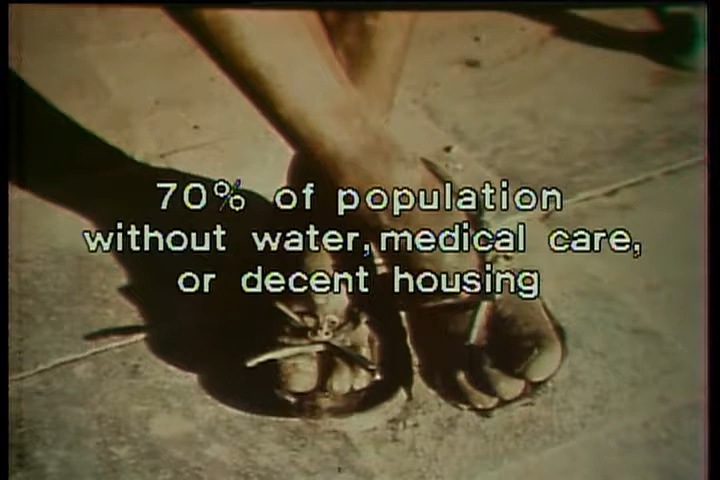 70% of population
without water, medical care,
or decent housing